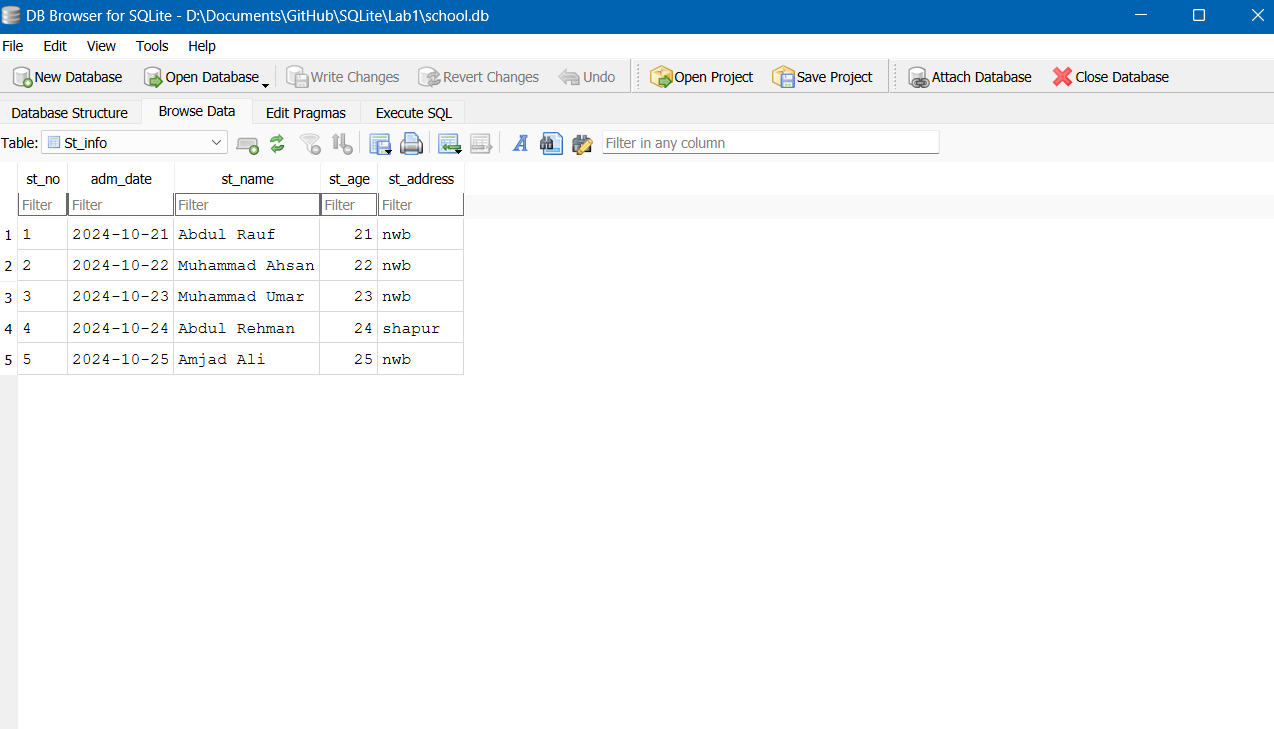 DB Browser for SQLite - D:\Documents\GitHub\SQLite\Lab1\school.db
File Edit View Tools Help
New Database Open Database Write Changes Revert Changes Undo Open Project Save Project Attach Database Close Database
Database Structure Browse Data Edit Pragmas Execute SQL
Table: St_info Filter in any column
st_no adm_date st_name st_age st_address
Filter Filter Filter Filter Filter
1 1 2024-10-21 Abdul Rauf 21 nwb
2 2 2024-10-22 Muhammad Ahsan 22 nwb
3 3 2024-10-23 Muhammad Umar 23 nwb
4 4 2024-10-24 Abdul Rehman 24 shapur
5 5 2024-10-25 Amjad Ali 25 nwb